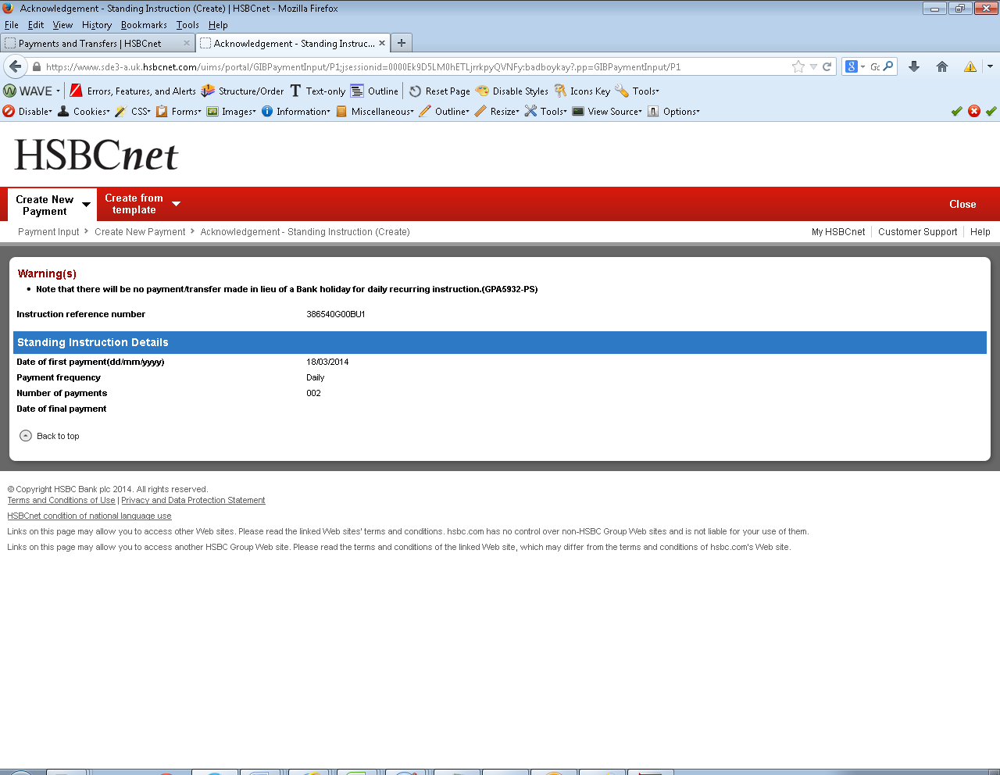 Acknowledgement - Standing Instruction (Create) | HSBCnet - Mozilla Firefox
File Edit View History Bookmarks Tools Help
Payments and Transfers | HSBCnet
Acknowledgement - Standing Instruc...
https://www.sde3-a.uk.hsbcnet.com/uims/portal/GIBPaymentInput/P1;jsessionid=0000Ek9D5LM0hETLjrrkpyQVNFy:badboykay?.pp=GIBPaymentInput/P1
WAVE Errors, Features, and Alerts Structure/Order Text-only Outline Reset Page Disable Styles Icons Key Tools
Disable Cookies CSS Forms Images Information Miscellaneous Outline Resize Tools View Source Options
HSBCnet
Create New Payment
Create from template
Close
Payment Input Create New Payment Acknowledgement - Standing Instruction (Create)
My HSBCnet Customer Support Help
Warning(s)
• Note that there will be no payment/transfer made in lieu of a Bank holiday for daily recurring instruction.(GPA5932-PS)
Instruction reference number 386540G00BU1
Standing Instruction Details
Date of first payment(dd/mm/yyyy) 18/03/2014
Payment frequency Daily
Number of payments 002
Date of final payment
Back to top
© Copyright HSBC Bank plc 2014. All rights reserved.
Terms and Conditions of Use | Privacy and Data Protection Statement
HSBCnet condition of national language use
Links on this page may allow you to access other Web sites. Please read the linked Web sites' terms and conditions. hsbc.com has no control over non-HSBC Group Web sites and is not liable for your use of them.
Links on this page may allow you to access another HSBC Group Web site. Please read the terms and conditions of the linked Web site, which may differ from the terms and conditions of hsbc.com's Web site.